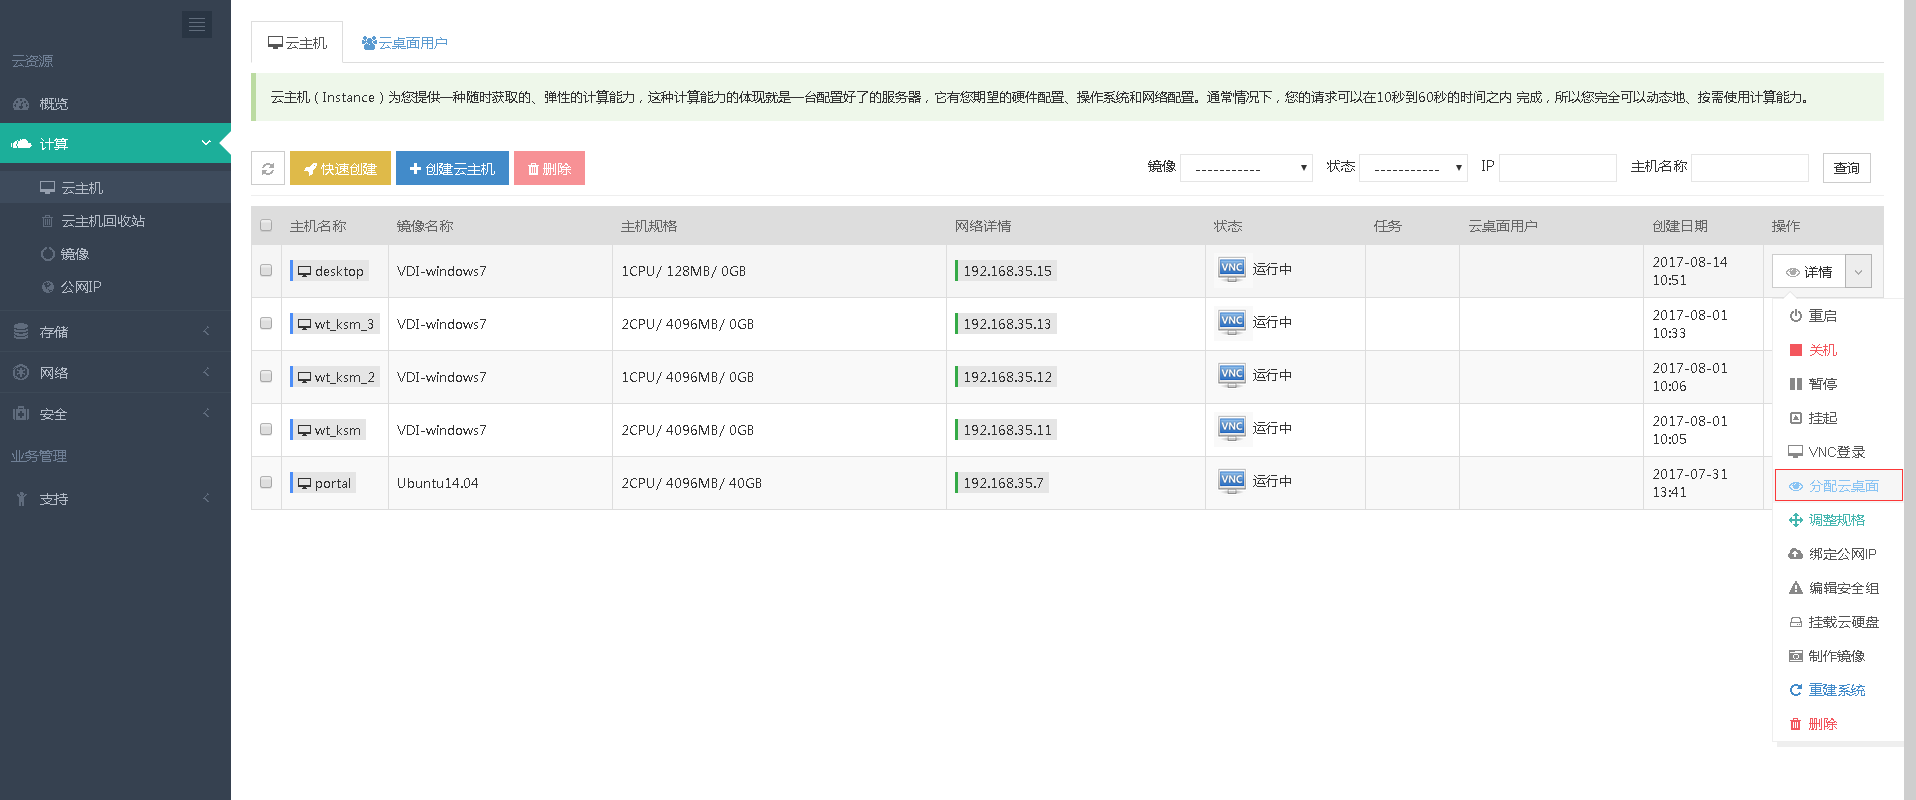 云资源
概览
计算
云主机
云主机回收站
镜像
公网IP
存储
网络
安全
业务管理
支持
云主机
云桌面用户
云主机（Instance）为您提供一种随时获取的、弹性的计算能力，这种计算能力的体现就是一台配置好了的服务器，它有您期望的硬件配置、操作系统和网络配置。通常情况下，您的请求可以在10秒到60秒的时间之内 完成，所以您完全可以动态地、按需使用计算能力。
快速创建 创建云主机 删除 镜像 ----------- 状态 ----------- IP 主机名称 查询
主机名称 镜像名称 主机规格 网络详情 状态 任务 云桌面用户 创建日期 操作
desktop VDI-windows7 1CPU/ 128MB/ 0GB 192.168.35.15 VNC 运行中 2017-08-14 详情
10:51
wt_ksm_3 VDI-windows7 2CPU/ 4096MB/ 0GB 192.168.35.13 VNC 运行中 2017-08-01
10:33
wt_ksm_2 VDI-windows7 1CPU/ 4096MB/ 0GB 192.168.35.12 VNC 运行中 2017-08-01
10:06
wt_ksm VDI-windows7 2CPU/ 4096MB/ 0GB 192.168.35.11 VNC 运行中 2017-08-01
10:05
portal Ubuntu14.04 2CPU/ 4096MB/ 40GB 192.168.35.7 VNC 运行中 2017-07-31
13:41
重启
关机
暂停
挂起
VNC登录
分配云桌面
调整规格
绑定公网IP
编辑安全组
挂载云硬盘
制作镜像
重建系统
删除